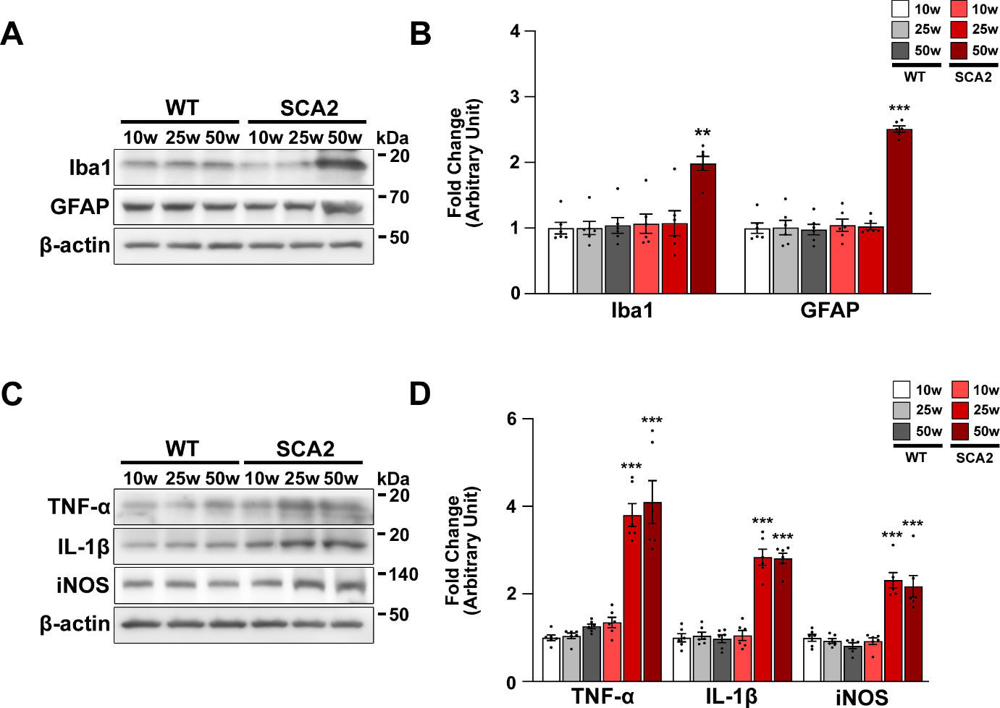 A
WT SCA2
10w 25w 50w 10w 25w 50w kDa
Iba1 20
GFAP 70
β-actin 50
B
10w 10w
25w 25w
50w 50w
WT SCA2
Fold Change
(Arbitrary Unit)
4
3
2
1
0
** ***
Iba1 GFAP
C
WT SCA2
10w 25w 50w 10w 25w 50w kDa
TNF-α 20
IL-1β 20
iNOS 140
β-actin 50
D
10w 10w
25w 25w
50w 50w
WT SCA2
Fold Change
(Arbitrary Unit)
6
4
2
0
*** *** *** *** *** ***
TNF-α IL-1β iNOS